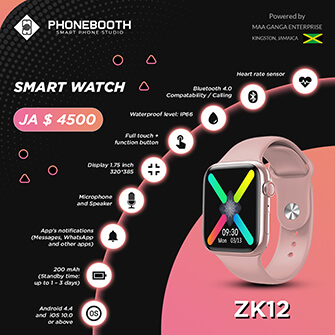 PHONEBOOTH
SMART PHONE STUDIO
Powered by
MAA GANGA ENTERPRISE
KINGSTON, JAMAICA
SMART WATCH
JA $ 4500
Heart rate sensor
Bluetooth 4.0
Compatability / Calling
Waterproof level: IP66
Full touch +
function button
Display 1.75 inch
320*385
Microphone
and Speaker
App's notifications
(Messages, WhatsApp
and other apps)
200 mAh
(Standby time:
up to 1 - 3 days)
Android 4.4
and iOS 10.0
or above
OS
09:30
Mon
03/13
ZK12